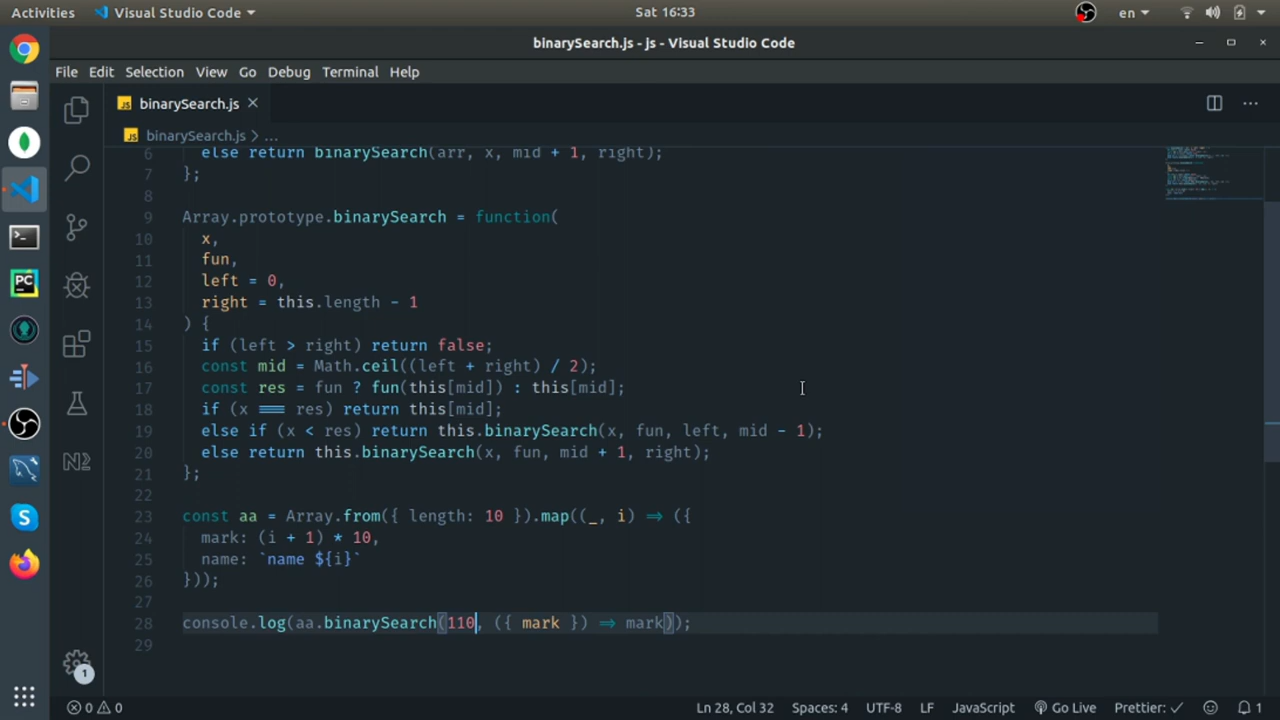 Activities Visual Studio Code Sat 16:33 en
binarySearch.js - js - Visual Studio Code
File Edit Selection View Go Debug Terminal Help
JS binarySearch.js
JS binarySearch.js > ...
6 else return binarySearch(arr, x, mid + 1, right);
7 };
8
9 Array.prototype.binarySearch = function(
10 x,
11 fun,
12 left = 0,
13 right = this.length - 1
14 ) {
15 if (left > right) return false;
16 const mid = Math.ceil((left + right) / 2);
17 const res = fun ? fun(this[mid]) : this[mid];
18 if (x === res) return this[mid];
19 else if (x < res) return this.binarySearch(x, fun, left, mid - 1);
20 else return this.binarySearch(x, fun, mid + 1, right);
21 };
22
23 const aa = Array.from({ length: 10 }).map((_, i) => ({
24 mark: (i + 1) * 10,
25 name: `name ${i}`
26 }));
27
28 console.log(aa.binarySearch(110, ({ mark }) => mark));
29
PC
N2
1
0 0 Ln 28, Col 32 Spaces: 4 UTF-8 LF JavaScript Go Live Prettier: ✓ 1